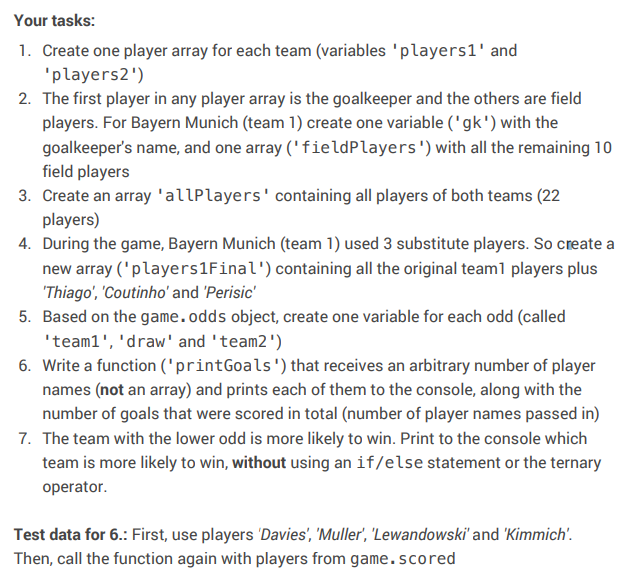 Your tasks:
1. Create one player array for each team (variables 'players1' and
'players2')
2. The first player in any player array is the goalkeeper and the others are field
players. For Bayern Munich (team 1) create one variable ('gk') with the
goalkeeper's name, and one array ('fieldPlayers') with all the remaining 10
field players
3. Create an array 'allPlayers' containing all players of both teams (22
players)
4. During the game, Bayern Munich (team 1) used 3 substitute players. So create a
new array ('players1Final') containing all the original team1 players plus
'Thiago', 'Coutinho' and 'Perisic'
5. Based on the game.odds object, create one variable for each odd (called
'team1', 'draw' and 'team2')
6. Write a function ('printGoals') that receives an arbitrary number of player
names (not an array) and prints each of them to the console, along with the
number of goals that were scored in total (number of player names passed in)
7. The team with the lower odd is more likely to win. Print to the console which
team is more likely to win, without using an if/else statement or the ternary
operator.
Test data for 6.: First, use players 'Davies', 'Muller', 'Lewandowski' and 'Kimmich'.
Then, call the function again with players from game.scored